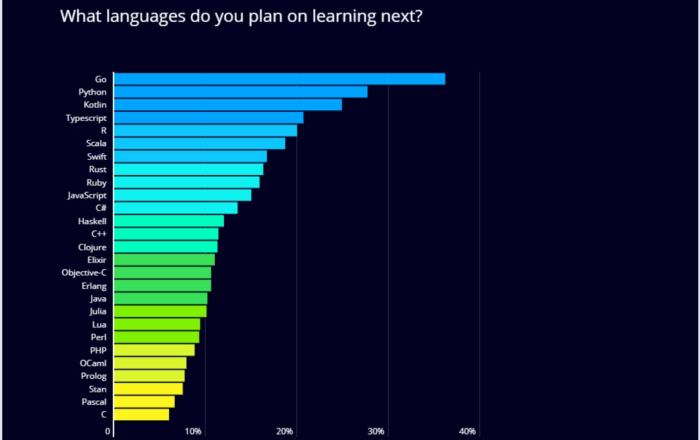 What languages do you plan on learning next?
Go
Python
Kotlin
Typescript
R
Scala
Swift
Rust
Ruby
JavaScript
C#
Haskell
C++
Clojure
Elixir
Objective-C
Erlang
Java
Julia
Lua
Perl
PHP
OCaml
Prolog
Stan
Pascal
C
0 10% 20% 30% 40%